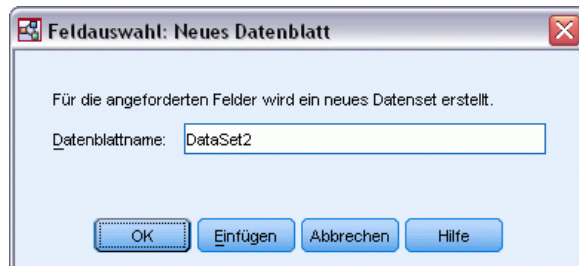 Feldauswahl: Neues Datenblatt
Für die angeforderten Felder wird ein neues Datenset erstellt.
Datenblattname: DataSet2
OK Einfügen Abbrechen Hilfe